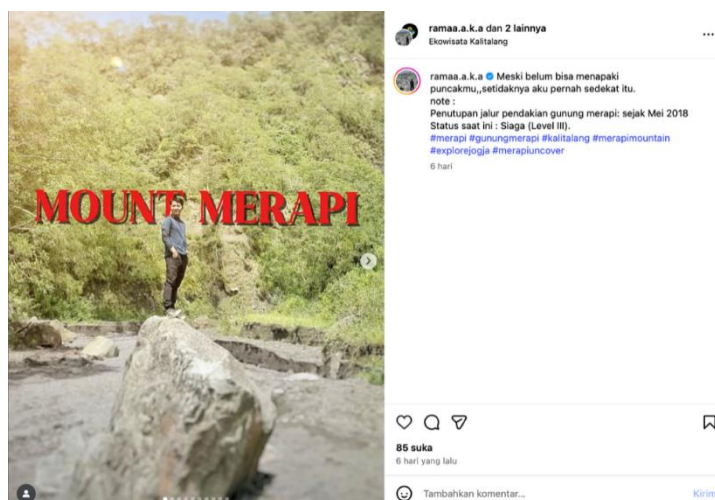 MOUNT MERAPI
ramaa.a.k.a dan 2 lainnya
Ekowisata Kalitalang
ramaa.a.k.a Meski belum bisa menapaki
puncakmu,,setidaknya aku pernah sedekat itu.
note :
Penutupan jalur pendakian gunung merapi: sejak Mei 2018
Status saat ini : Siaga (Level III).
#merapi #gunungmerapi #kalitalang #merapimountain
#explorejogja #merapiuncover
6 hari
85 suka
6 hari yang lalu
Tambahkan komentar...
Kirim